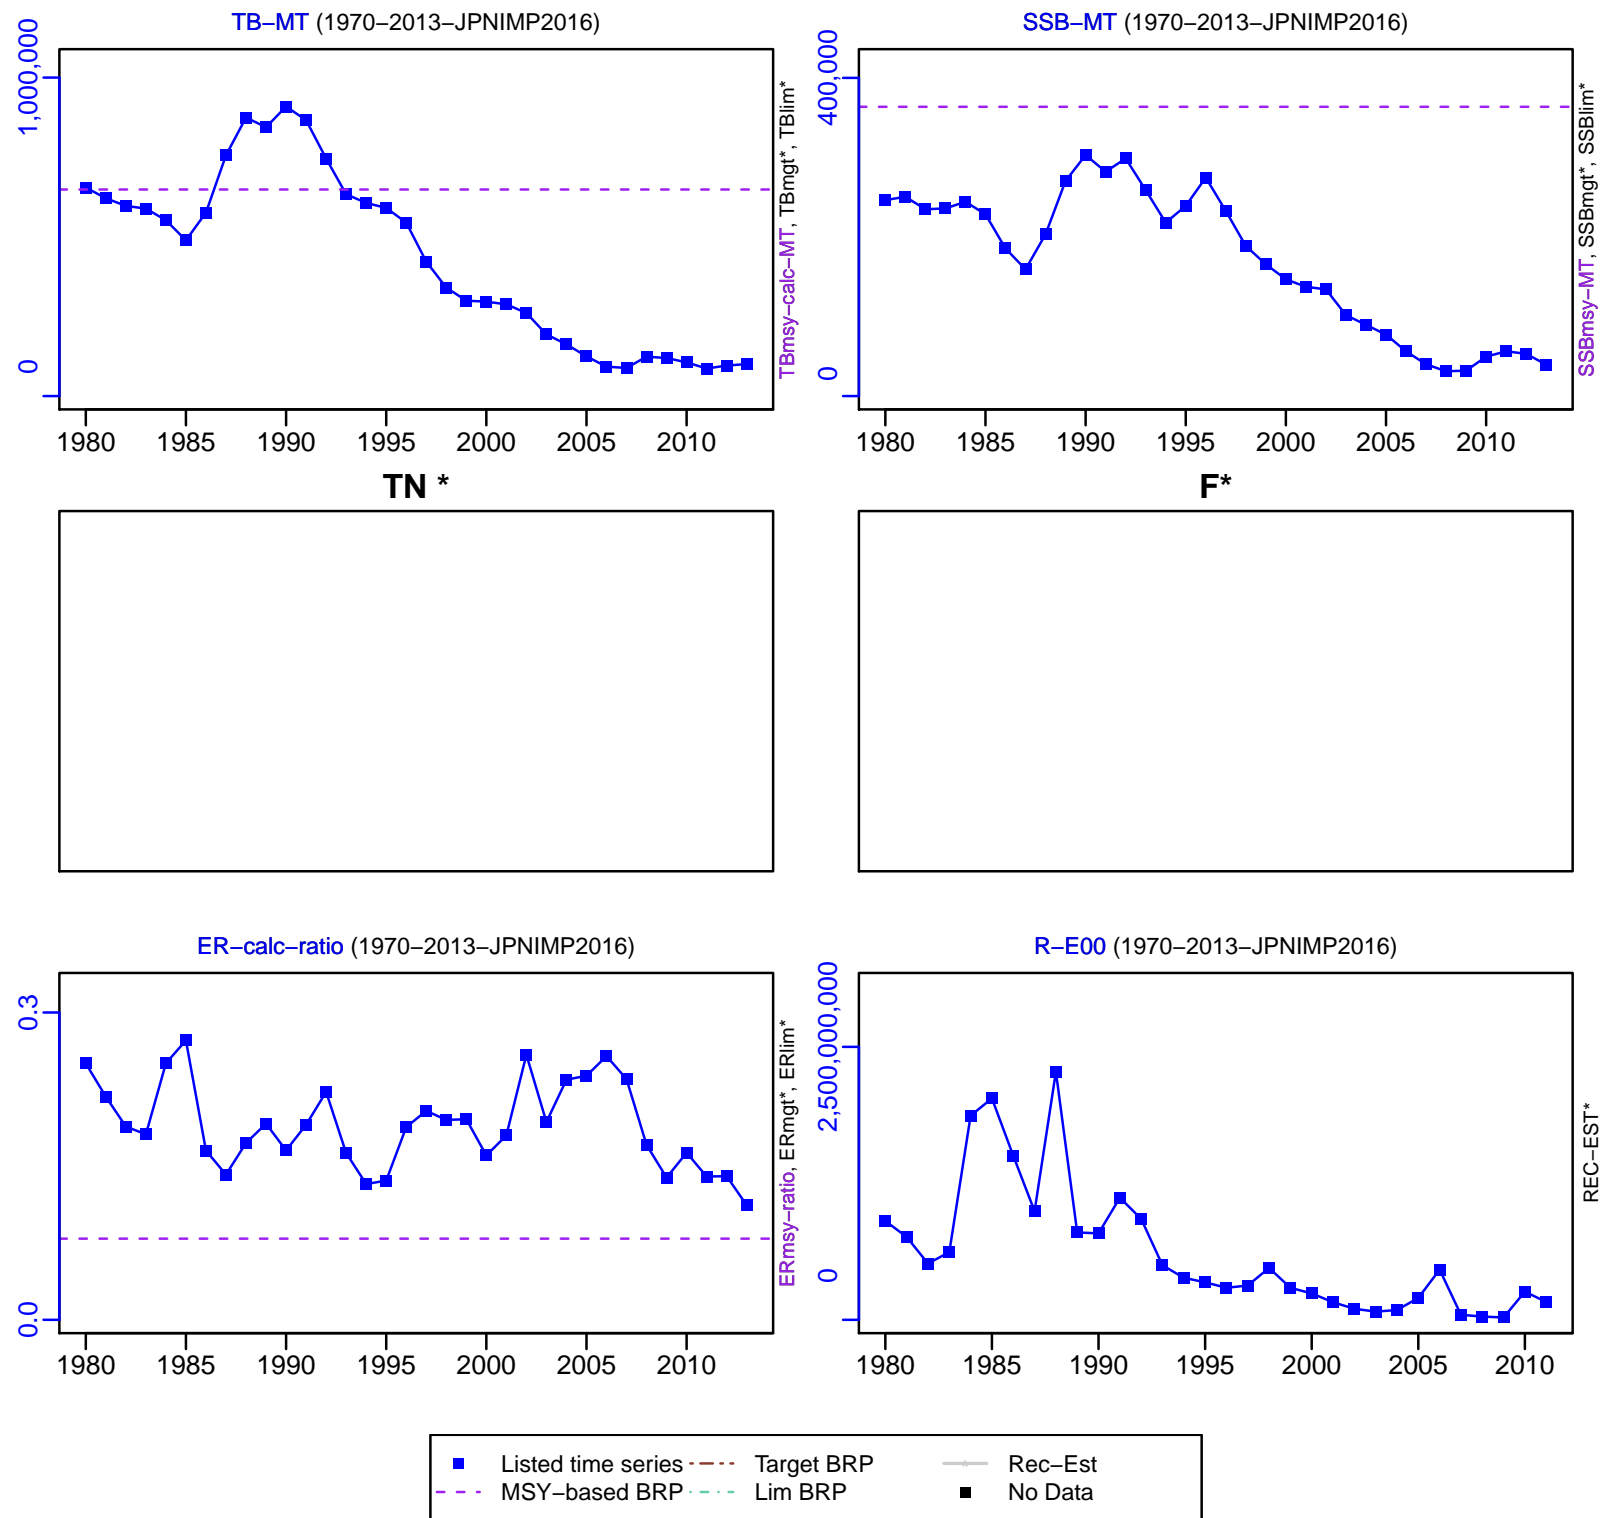 TB−MT (1970−2013−JPNIMP2016)
1,000,000
0
1980 1985 1990 1995 2000 2005 2010
TBmsy−calc−MT, TBmgt*, TBlim*
SSB−MT (1970−2013−JPNIMP2016)
400,000
0
1980 1985 1990 1995 2000 2005 2010
SSBmsy−MT, SSBmgt*, SSBlim*
TN *
F*
ER−calc−ratio (1970−2013−JPNIMP2016)
0.3
0.0
1980 1985 1990 1995 2000 2005 2010
ERmsy−ratio, ERmgt*, ERlim*
R−E00 (1970−2013−JPNIMP2016)
2,500,000,000
0
1980 1985 1990 1995 2000 2005 2010
REC−EST*
Listed time series Target BRP Rec−Est
MSY−based BRP Lim BRP No Data